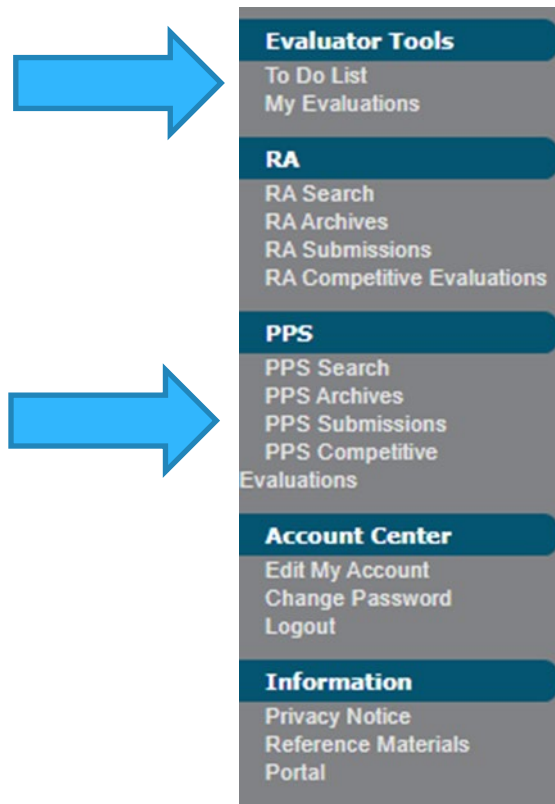 Evaluator Tools
To Do List
My Evaluations
RA
RA Search
RA Archives
RA Submissions
RA Competitive Evaluations
PPS
PPS Search
PPS Archives
PPS Submissions
PPS Competitive
Evaluations
Account Center
Edit My Account
Change Password
Logout
Information
Privacy Notice
Reference Materials
Portal